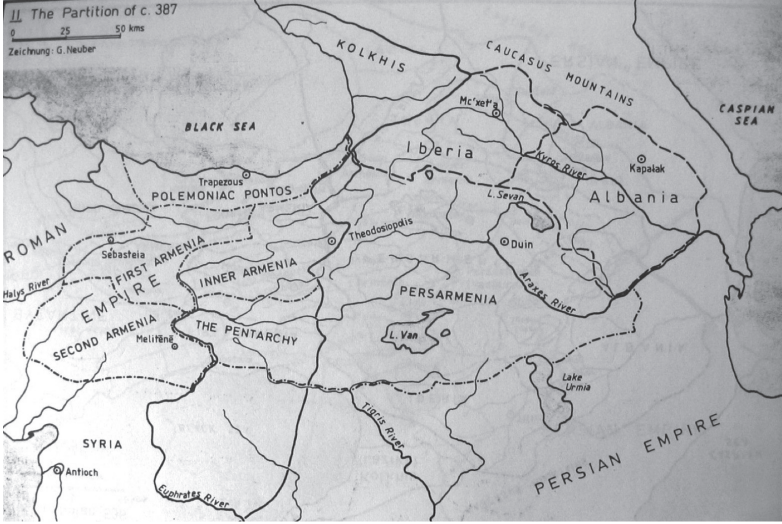 II. The Partition of c. 387
0 25 50 kms
Zeichnung: G. Neuber
KOLKHIS
CAUCASUS MOUNTAINS
CASPIAN SEA
BLACK SEA
Mc'xet'a
Iberia
Kyros River
Kapałak
Albania
Trapezous
POLEMONIAC PONTOS
L. Sevan
ROMAN EMPIRE
Sebasteia
FIRST ARMENIA
Theodosiopolis
Duin
Halys River
INNER ARMENIA
PERSARMENIA
Araxes River
SECOND ARMENIA
Melitēnē
THE PENTARCHY
L. Van
Lake Urmia
SYRIA
Antioch
Tigris River
Euphrates River
PERSIAN EMPIRE